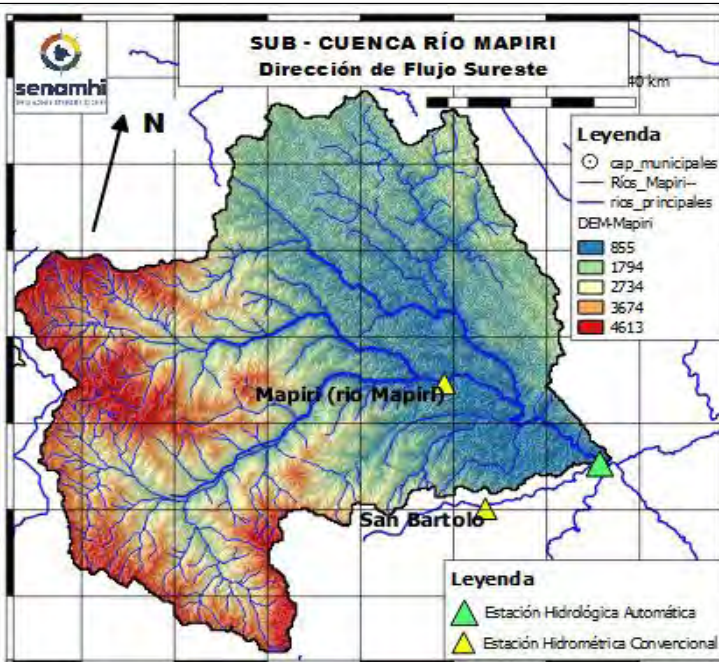 SUB - CUENCA RÍO MAPIRI
Dirección de Flujo Sureste
senamhi
N
40 km
Leyenda
cap_municipales
Ríos_Mapiri--
rios_principales
DEM-Mapiri
855
1794
2734
3674
4613
Mapiri (rio Mapiri)
San Bartolo
Leyenda
Estación Hidrológica Automática
Estación Hidrométrica Convencional